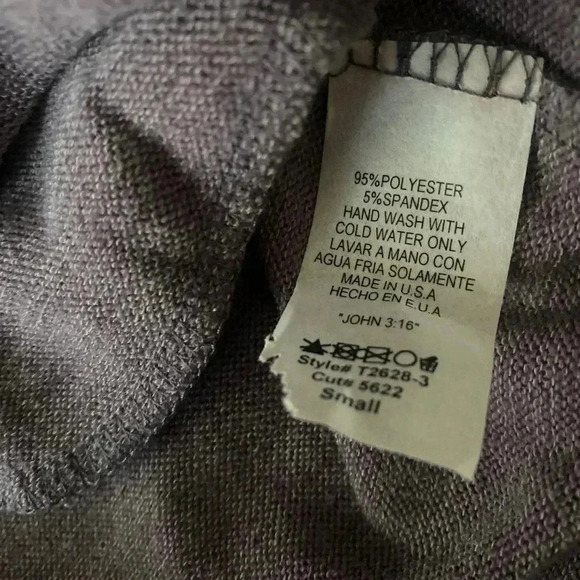 95%POLYESTER
5%SPANDEX
HAND WASH WITH
COLD WATER ONLY
LAVAR A MANO CON
AGUA FRIA SOLAMENTE
MADE IN U.S.A
HECHO EN E.U.A
"JOHN 3:16"
Style# T2628-3
Cut# 5622
Small